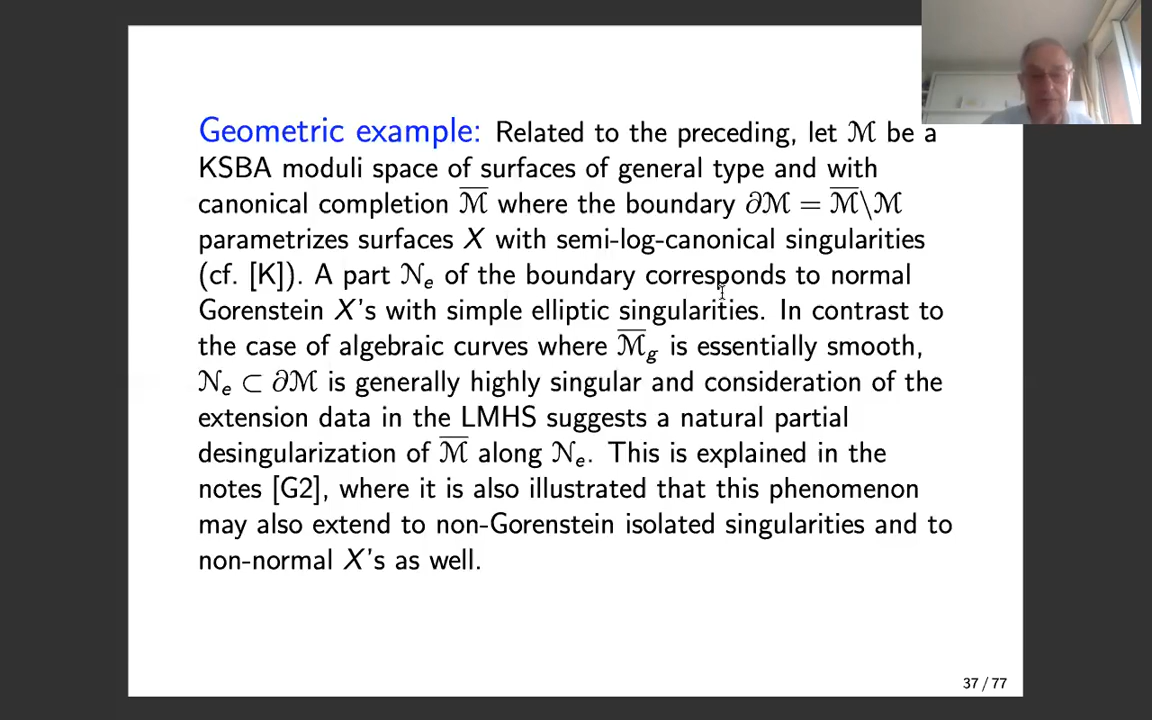 Geometric example: Related to the preceding, let ℳ be a
KSBA moduli space of surfaces of general type and with
canonical completion ℳ̅ where the boundary ∂ℳ = ℳ̅\ℳ
parametrizes surfaces X with semi-log-canonical singularities
(cf. [K]). A part 𝒩ₑ of the boundary corresponds to normal
Gorenstein X's with simple elliptic singularities. In contrast to
the case of algebraic curves where ℳ̅_g is essentially smooth,
𝒩ₑ ⊂ ∂ℳ is generally highly singular and consideration of the
extension data in the LMHS suggests a natural partial
desingularization of ℳ̅ along 𝒩ₑ. This is explained in the
notes [G2], where it is also illustrated that this phenomenon
may also extend to non-Gorenstein isolated singularities and to
non-normal X's as well.
37 / 77